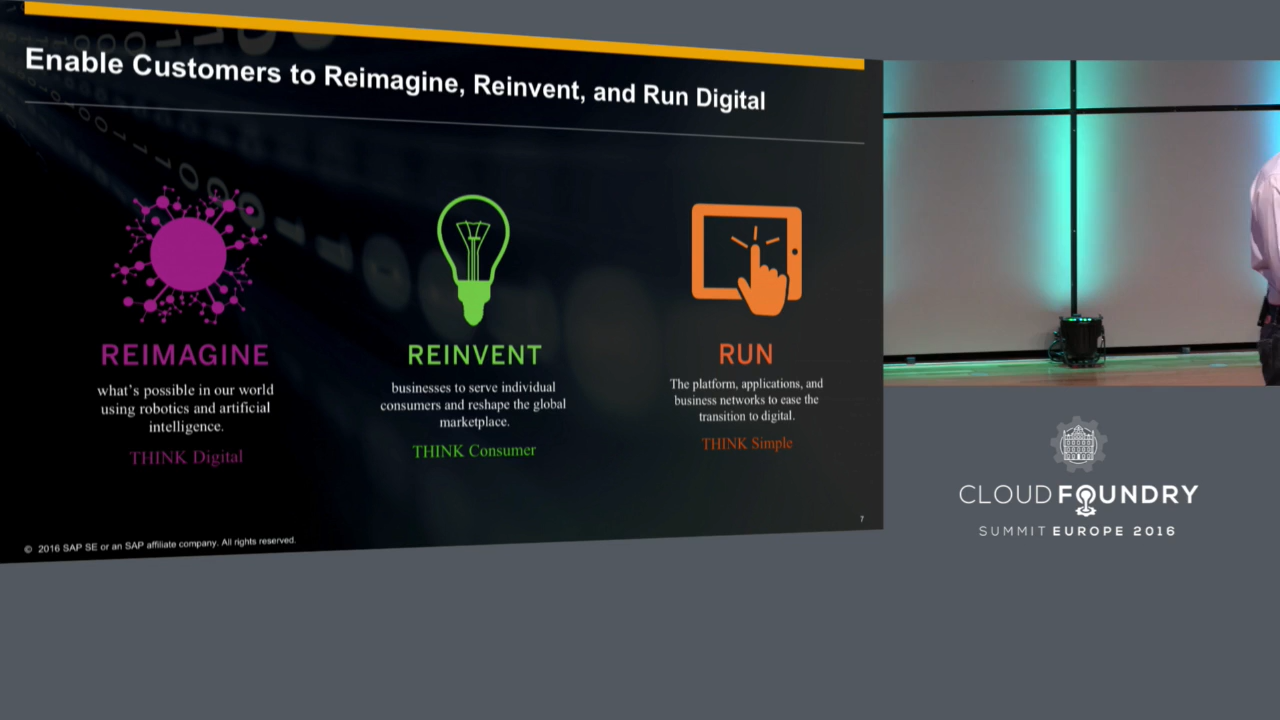 Enable Customers to Reimagine, Reinvent, and Run Digital
REIMAGINE
what's possible in our world
using robotics and artificial
intelligence.
THINK Digital
REINVENT
businesses to serve individual
consumers and reshape the global
marketplace.
THINK Consumer
RUN
The platform, applications, and
business networks to ease the
transition to digital.
THINK Simple
7
© 2016 SAP SE or an SAP affiliate company. All rights reserved.
CLOUD FOUNDRY
SUMMIT EUROPE 2016